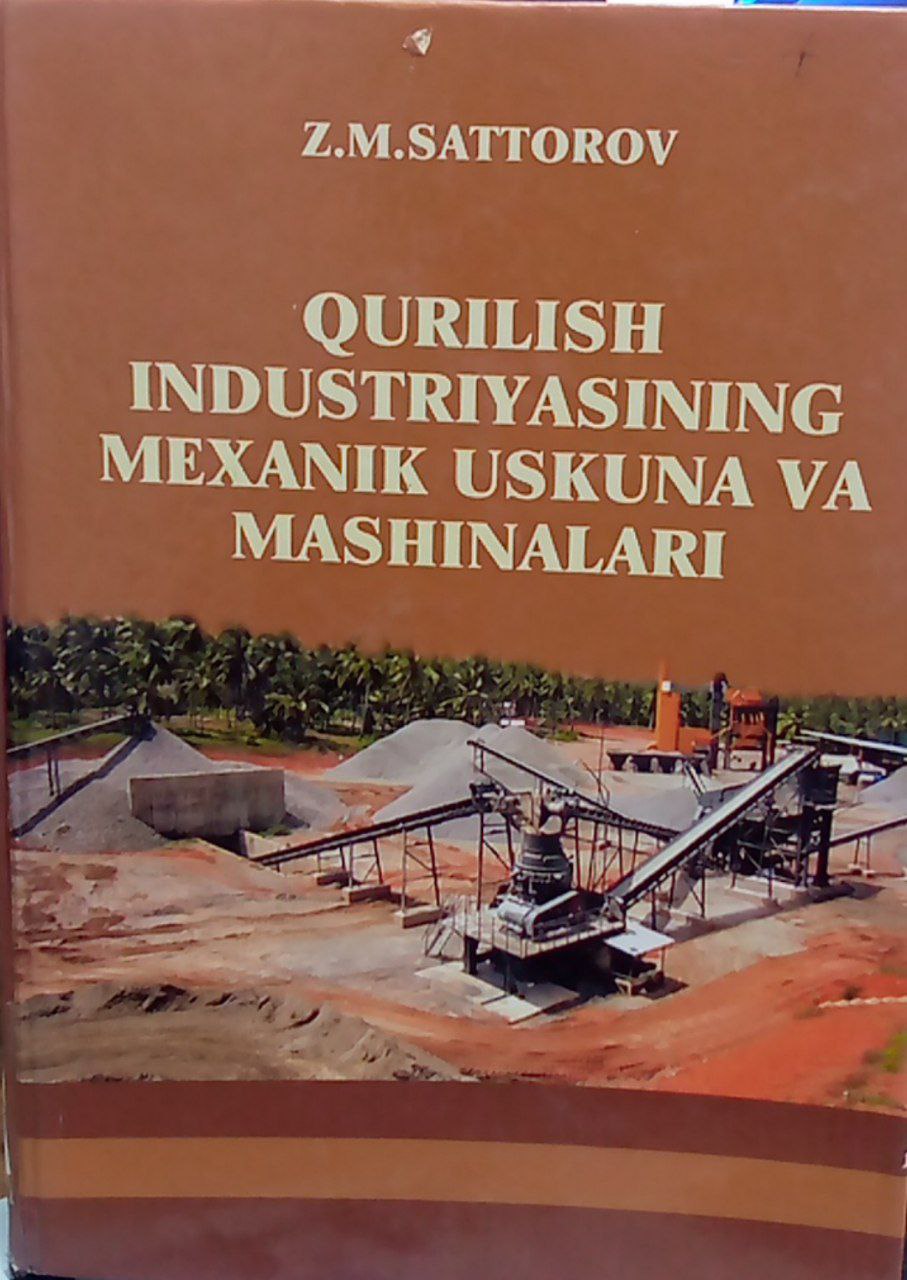 Z.M.SATTOROV
QURILISH
INDUSTRIYASINING
MEXANIK USKUNA VA
MASHINALARI